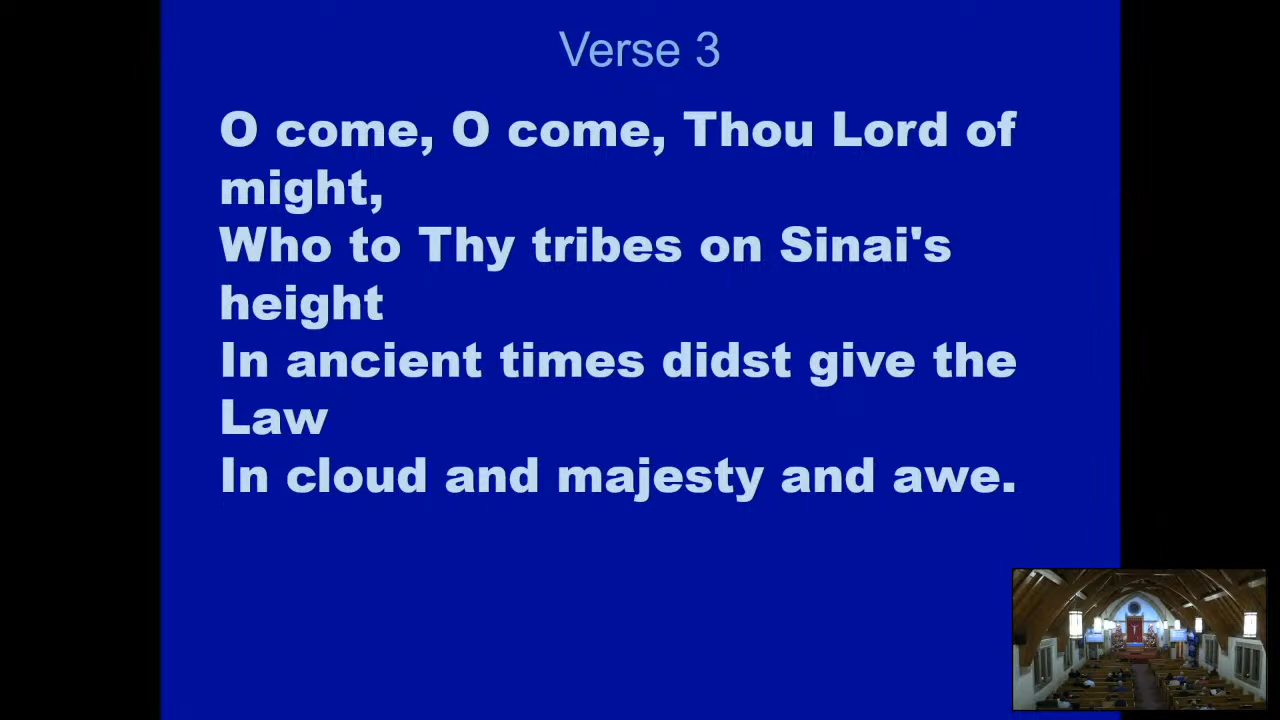 Verse 3
O come, O come, Thou Lord of
might,
Who to Thy tribes on Sinai's
height
In ancient times didst give the
Law
In cloud and majesty and awe.